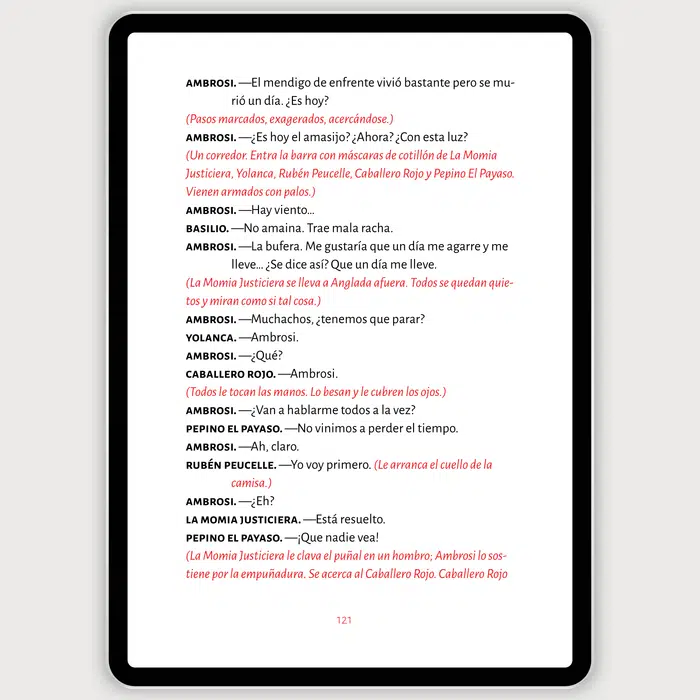 AMBROSI. —El mendigo de enfrente vivió bastante pero se mu-
rió un día. ¿Es hoy?
(Pasos marcados, exagerados, acercándose.)
AMBROSI. —¿Es hoy el amasijo? ¿Ahora? ¿Con esta luz?
(Un corredor. Entra la barra con máscaras de cotillón de La Momia
Justiciera, Yolanca, Rubén Peucelle, Caballero Rojo y Pepino El Payaso.
Vienen armados con palos.)
AMBROSI. —Hay viento...
BASILIO. —No amaina. Trae mala racha.
AMBROSI. —La bufera. Me gustaría que un día me agarre y me
lleve... ¿Se dice así? Que un día me lleve.
(La Momia Justiciera se lleva a Anglada afuera. Todos se quedan quie-
tos y miran como si tal cosa.)
AMBROSI. —Muchachos, ¿tenemos que parar?
YOLANCA. —Ambrosi.
AMBROSI. —¿Qué?
CABALLERO ROJO. —Ambrosi.
(Todos le tocan las manos. Lo besan y le cubren los ojos.)
AMBROSI. —¿Van a hablarme todos a la vez?
PEPINO EL PAYASO. —No vinimos a perder el tiempo.
AMBROSI. —Ah, claro.
RUBÉN PEUCELLE. —Yo voy primero. (Le arranca el cuello de la
camisa.)
AMBROSI. —¿Eh?
LA MOMIA JUSTICIERA. —Está resuelto.
PEPINO EL PAYASO. —¡Que nadie vea!
(La Momia Justiciera le clava el puñal en un hombro; Ambrosi lo sos-
tiene por la empuñadura. Se acerca al Caballero Rojo. Caballero Rojo
121